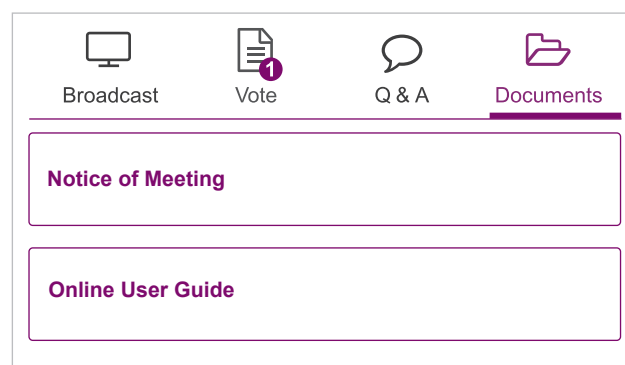 1
Broadcast Vote Q & A Documents
Notice of Meeting
Online User Guide